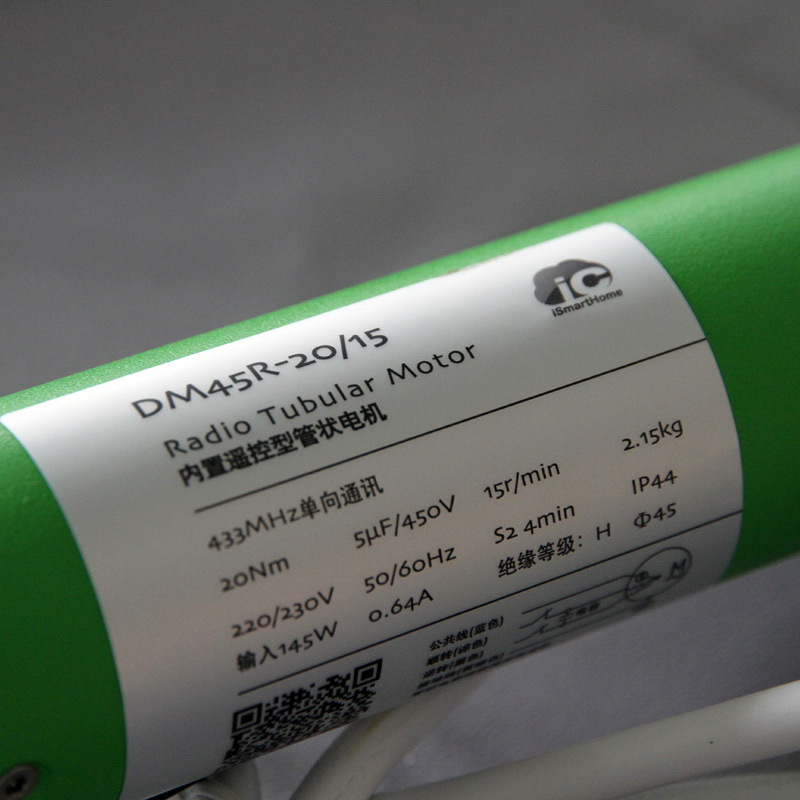 iC
iSmartHome
DM45R-20/15
Radio Tubular Motor
内置遥控型管状电机
433MHz单向通讯
20Nm 5µF/450V 15r/min 2.15kg
220/230V 50/60Hz S2 4min IP44
输入145W 0.64A 绝缘等级：H Φ45
M
公共线(蓝色)